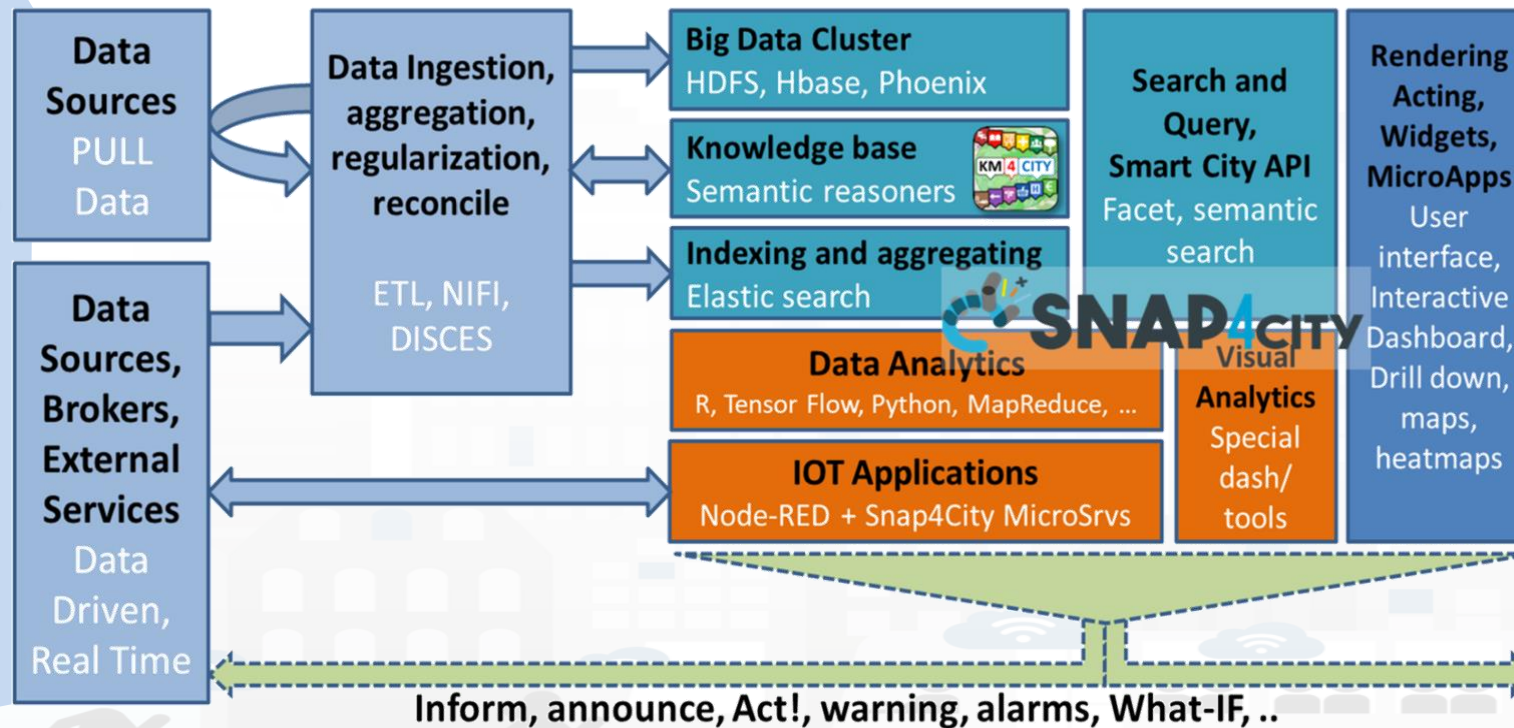 Data
Sources
PULL
Data
Data
Sources,
Brokers,
External
Services
Data
Driven,
Real Time
Data Ingestion,
aggregation,
regularization,
reconcile
ETL, NIFI,
DISCES
Big Data Cluster
HDFS, Hbase, Phoenix
Knowledge base
Semantic reasoners
KM 4 CITY
Indexing and aggregating
Elastic search
Data Analytics
R, Tensor Flow, Python, MapReduce, ...
IOT Applications
Node-RED + Snap4City MicroSrvs
Search and
Query,
Smart City API
Facet, semantic
search
SNAP4CITY
Visual
Analytics
Special
dash/
tools
Rendering
Acting,
Widgets,
MicroApps
User
interface,
Interactive
Dashboard,
Drill down,
maps,
heatmaps
Inform, announce, Act!, warning, alarms, What-IF, ..